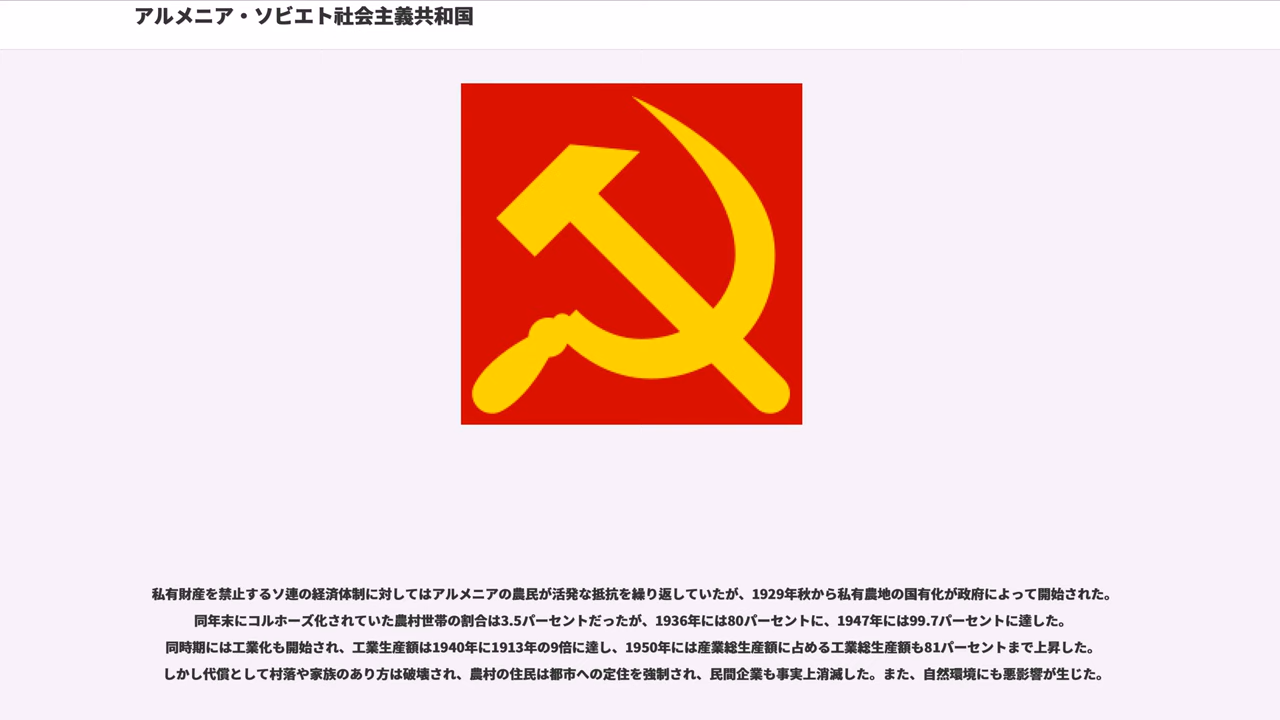 アルメニア・ソビエト社会主義共和国
私有財産を禁止するソ連の経済体制に対してはアルメニアの農民が活発な抵抗を繰り返していたが、1929年秋から私有農地の国有化が政府によって開始された。
同年末にコルホーズ化されていた農村世帯の割合は3.5パーセントだったが、1936年には80パーセントに、1947年には99.7パーセントに達した。
同時期には工業化も開始され、工業生産額は1940年に1913年の9倍に達し、1950年には産業総生産額に占める工業総生産額も81パーセントまで上昇した。
しかし代償として村落や家族のあり方は破壊され、農村の住民は都市への定住を強制され、民間企業も事実上消滅した。また、自然環境にも悪影響が生じた。